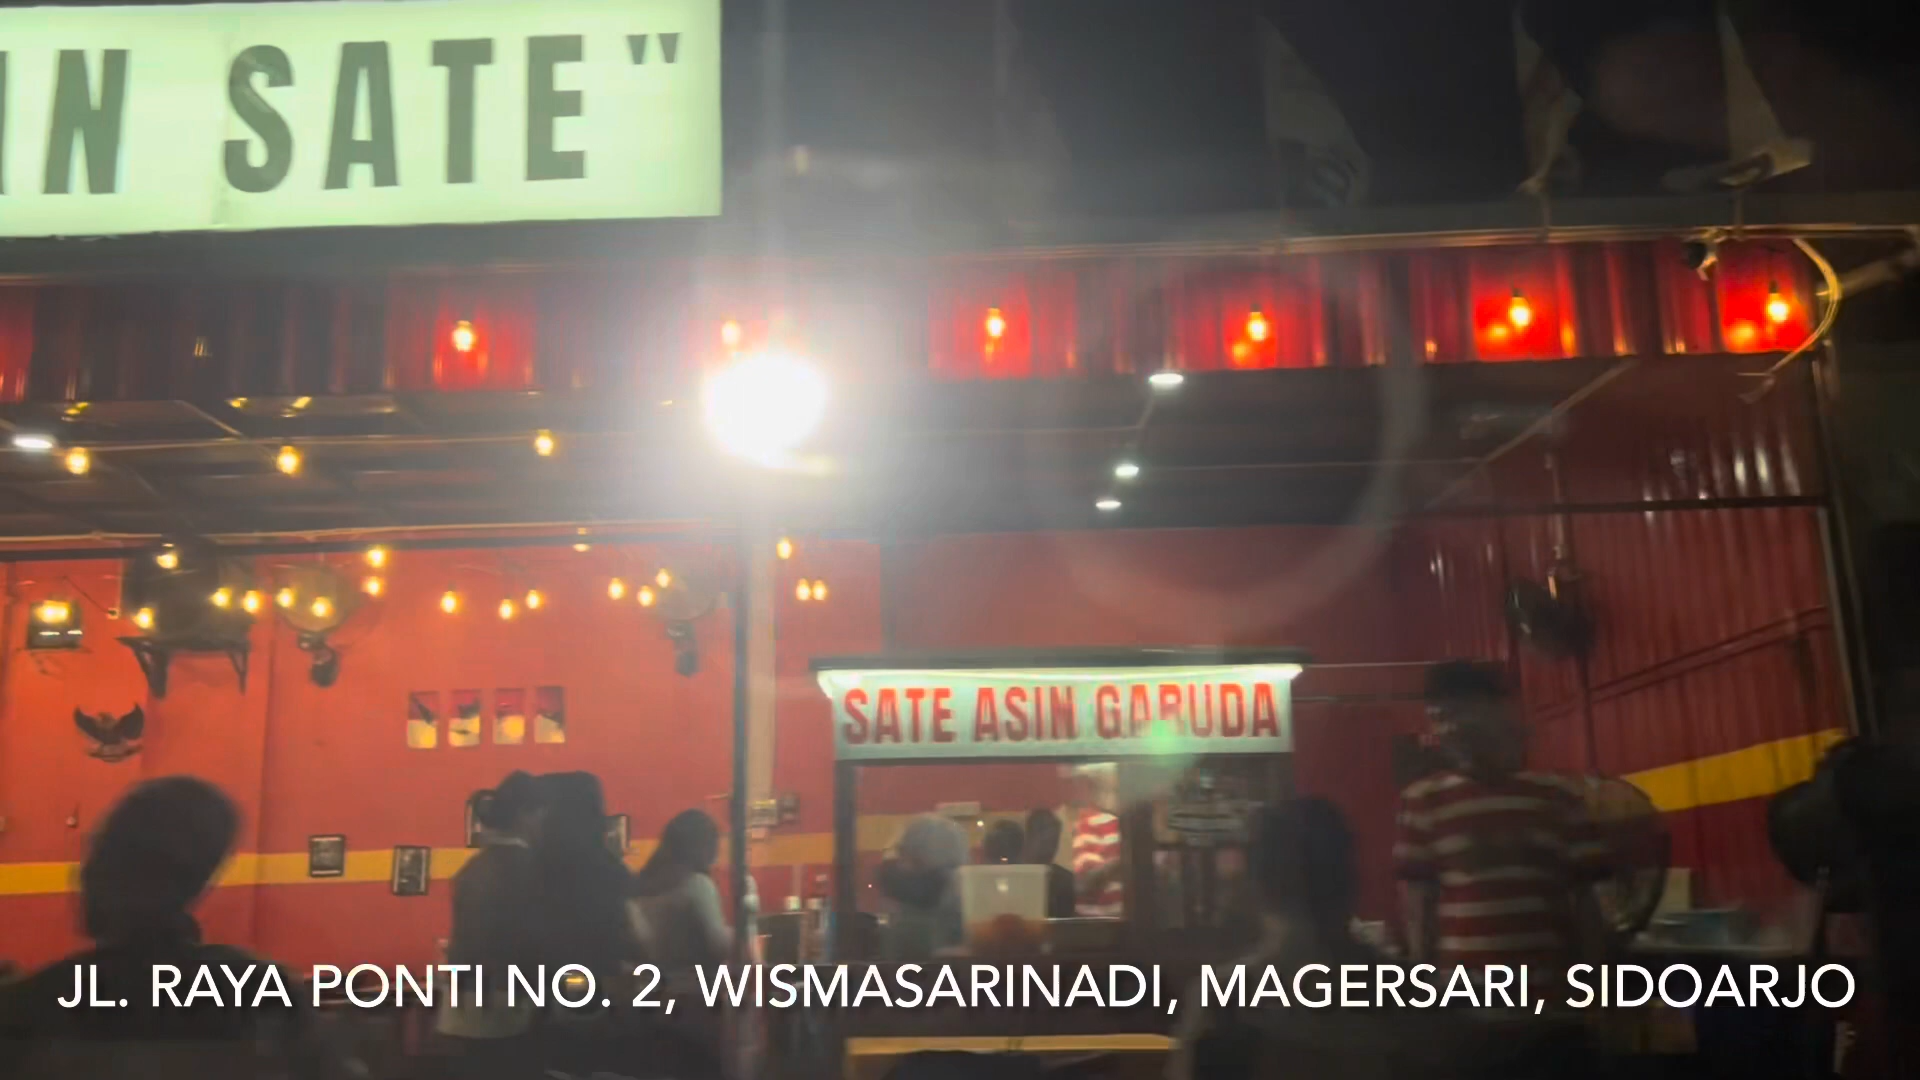 N SATE"
SATE ASIN GARUDA
JL. RAYA PONTI NO. 2, WISMASARINADI, MAGERSARI, SIDOARJO